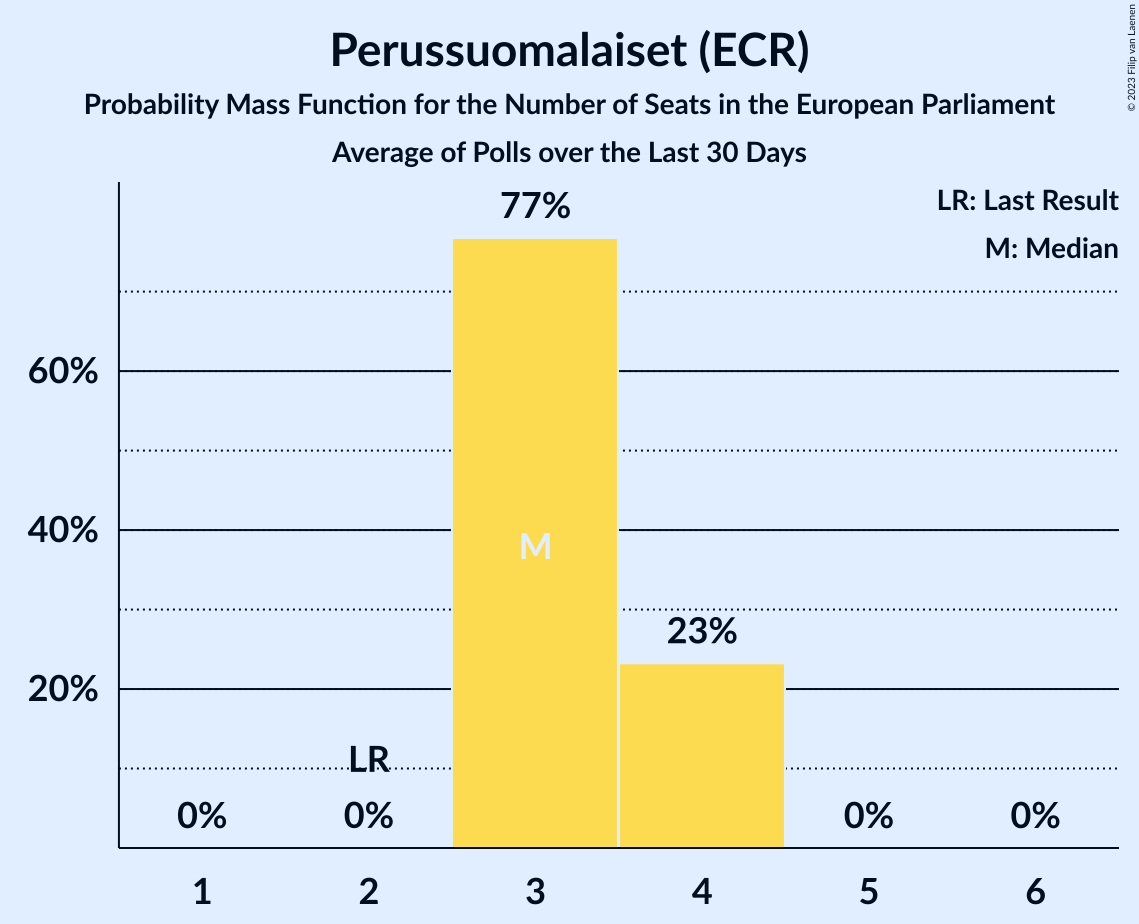 Perussuomalaiset (ECR)
Probability Mass Function for the Number of Seats in the European Parliament
Average of Polls over the Last 30 Days
© 2023 Filip van Laenen
LR: Last Result
M: Median
77%
60%
40%
M
23%
20%
LR
0%
0%
0%
0%
1
2
3
4
5
6